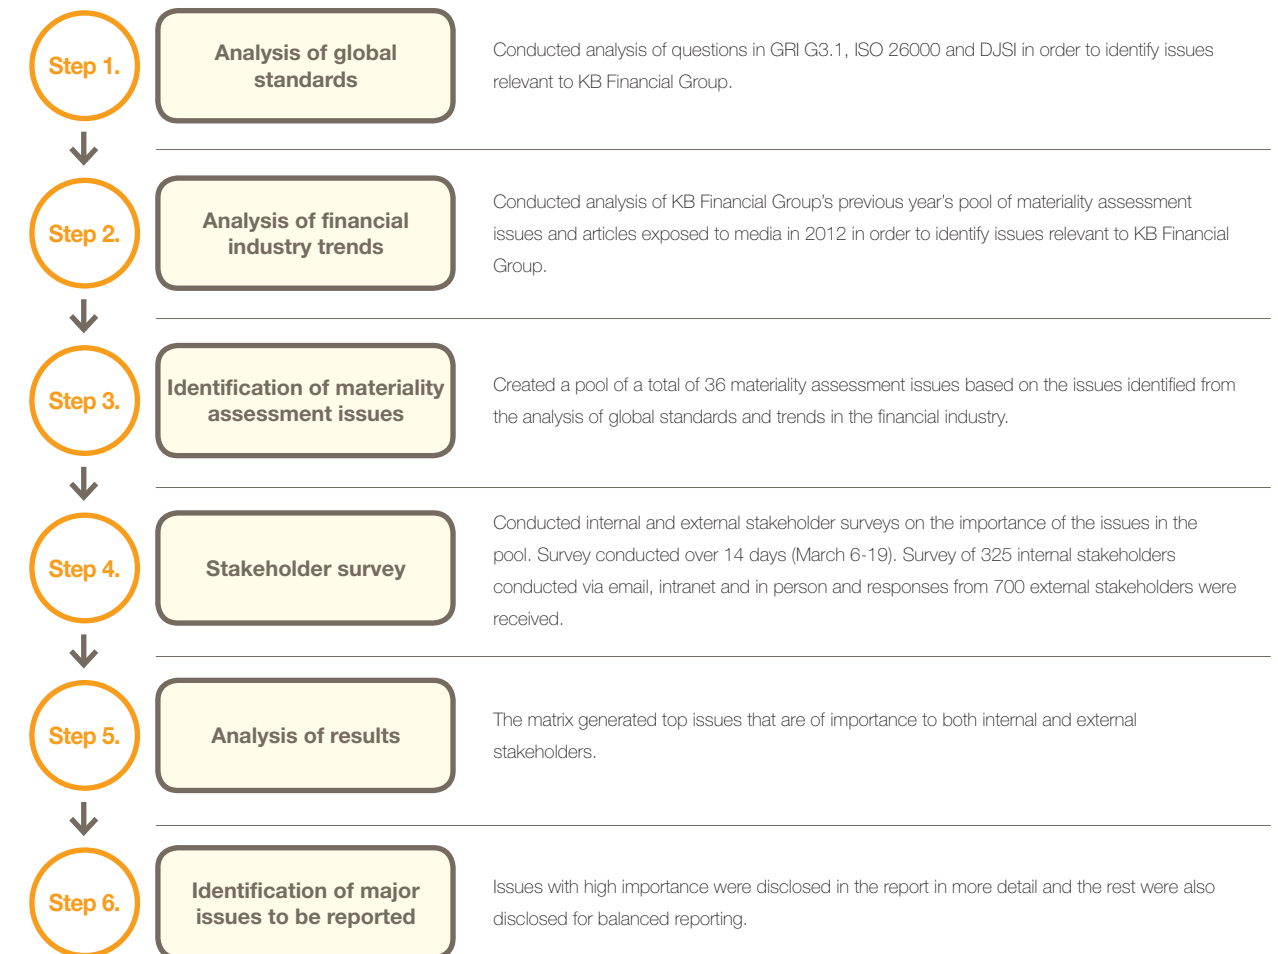 Step 1.
Analysis of global
standards
Conducted analysis of questions in GRI G3.1, ISO 26000 and DJSI in order to identify issues
relevant to KB Financial Group.
Step 2.
Analysis of financial
industry trends
Conducted analysis of KB Financial Group’s previous year’s pool of materiality assessment
issues and articles exposed to media in 2012 in order to identify issues relevant to KB Financial
Group.
Step 3.
Identification of materiality
assessment issues
Created a pool of a total of 36 materiality assessment issues based on the issues identified from
the analysis of global standards and trends in the financial industry.
Step 4.
Stakeholder survey
Conducted internal and external stakeholder surveys on the importance of the issues in the
pool. Survey conducted over 14 days (March 6-19). Survey of 325 internal stakeholders
conducted via email, intranet and in person and responses from 700 external stakeholders were
received.
Step 5.
Analysis of results
The matrix generated top issues that are of importance to both internal and external
stakeholders.
Step 6.
Identification of major
issues to be reported
Issues with high importance were disclosed in the report in more detail and the rest were also
disclosed for balanced reporting.